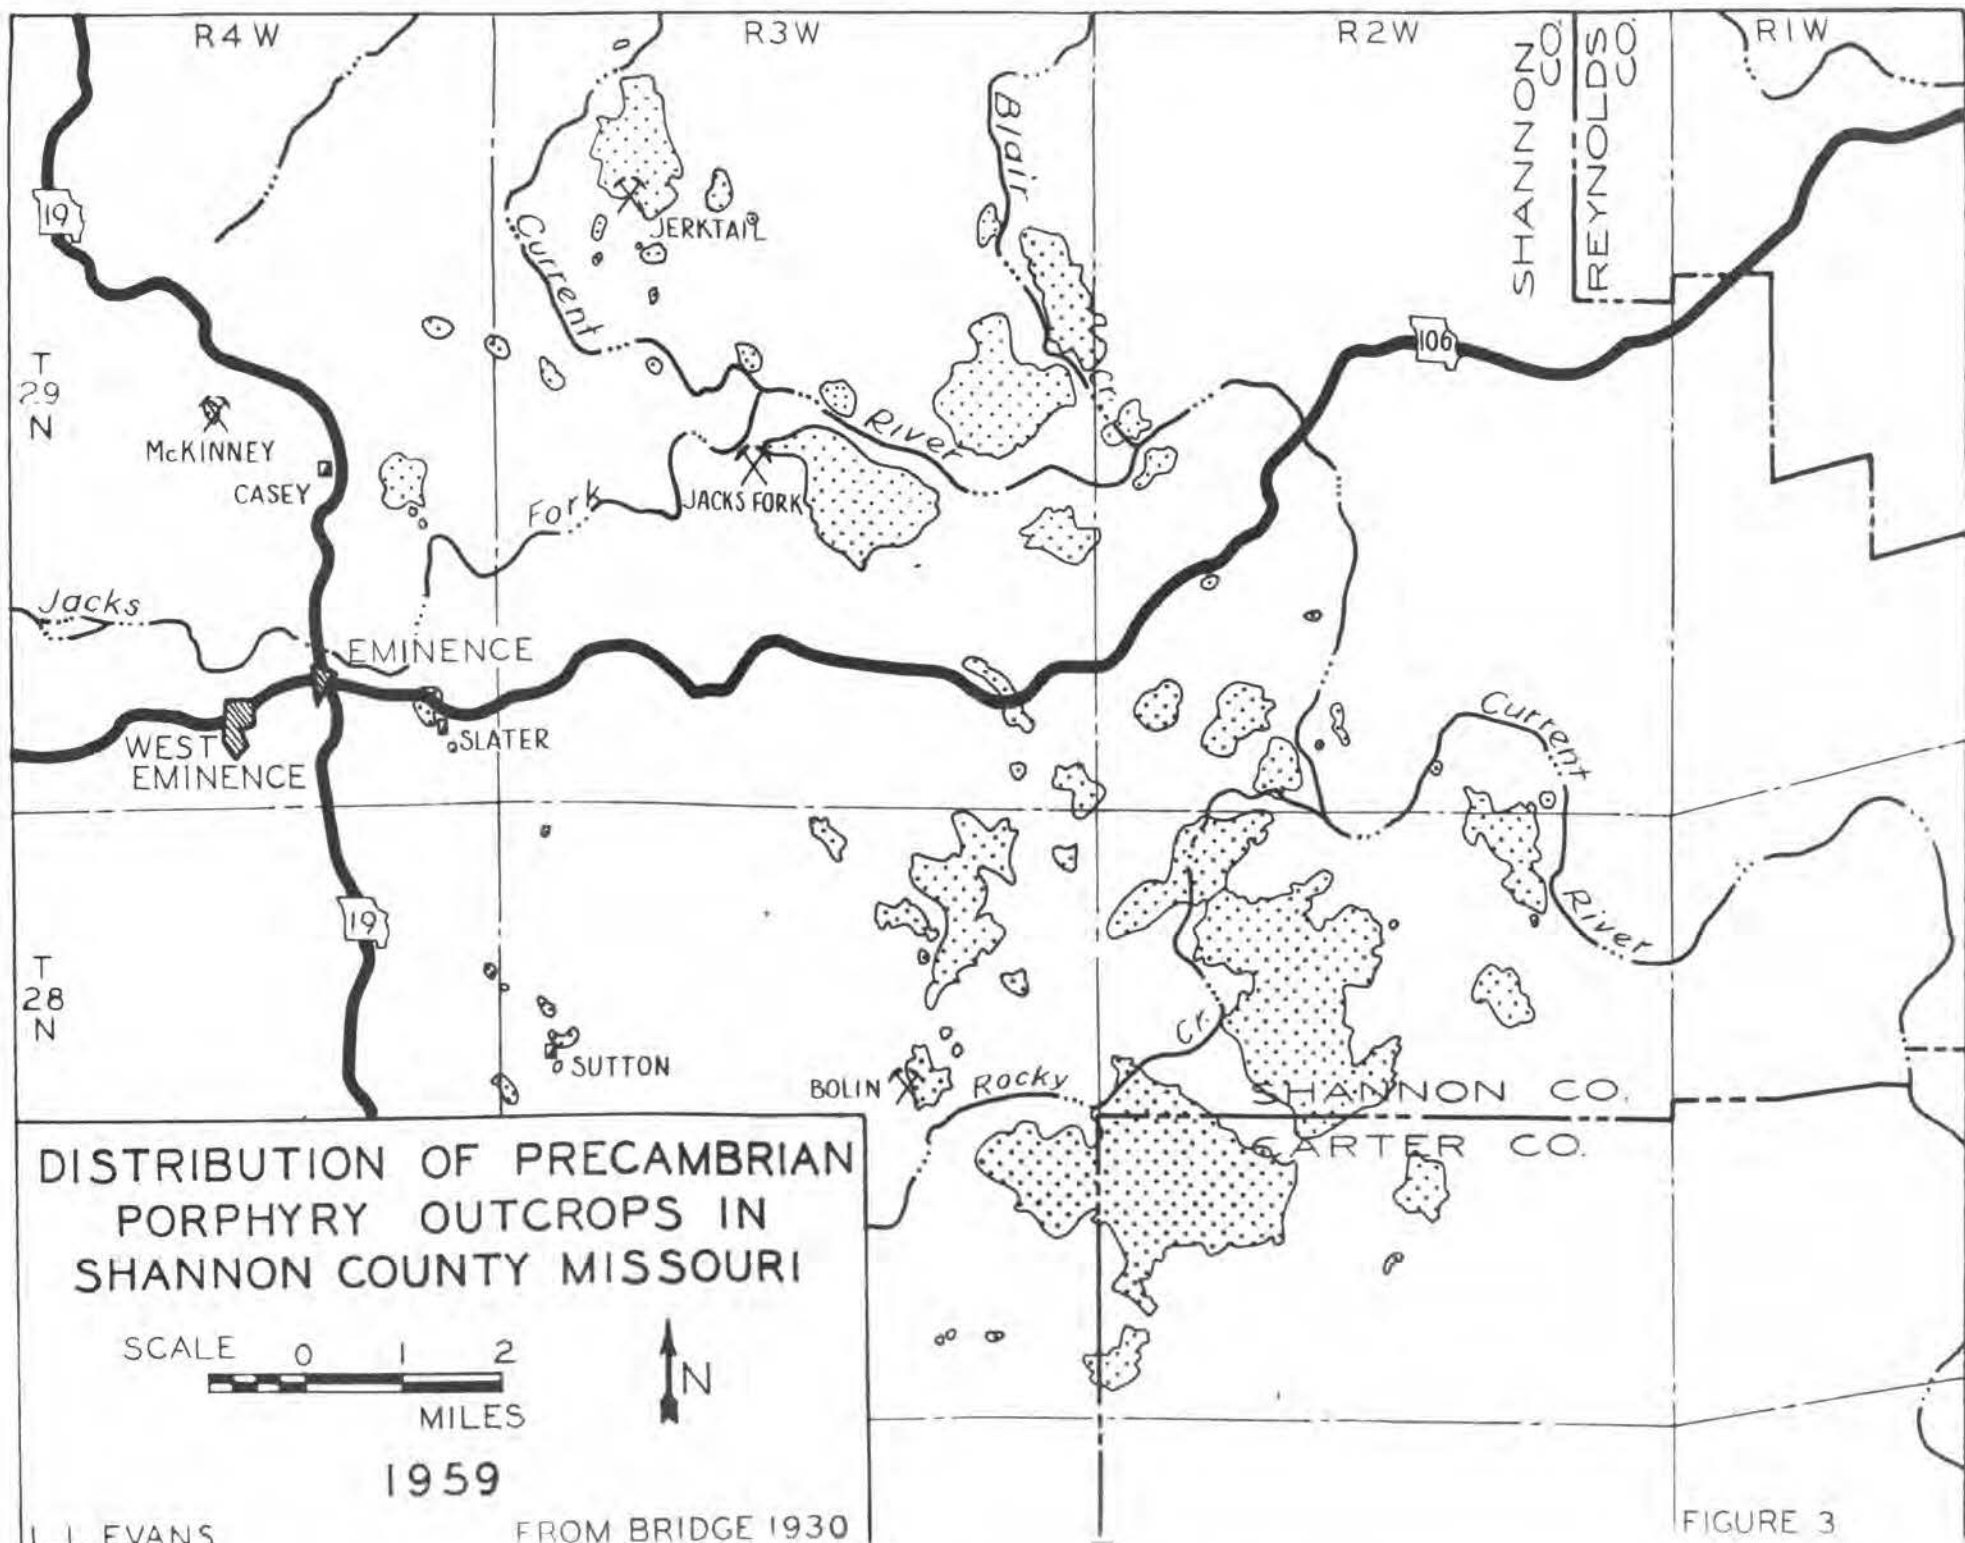 R4W
R3W
R2W
R1W
SHANNON
CO.
REYNOLDS
CO.
19
Current
JERKTAIL
Blair
Cr.
106
T
29
N
McKINNEY
CASEY
River
Fork
JACKS FORK
Jacks
EMINENCE
WEST
EMINENCE
SLATER
Current
River
19
T
28
N
SUTTON
BOLIN
Rocky
Cr.
SHANNON CO.
CARTER CO.
DISTRIBUTION OF PRECAMBRIAN
PORPHYRY OUTCROPS IN
SHANNON COUNTY MISSOURI
SCALE 0 1 2
MILES
N
1959
FROM BRIDGE 1930
EVANS
FIGURE 3